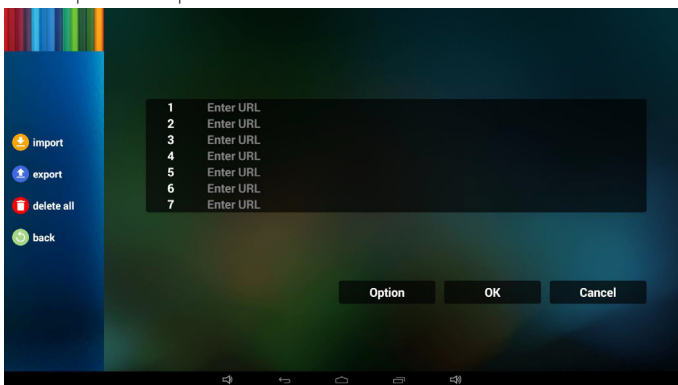 import
export
delete all
back
1 Enter URL
2 Enter URL
3 Enter URL
4 Enter URL
5 Enter URL
6 Enter URL
7 Enter URL
Option OK Cancel